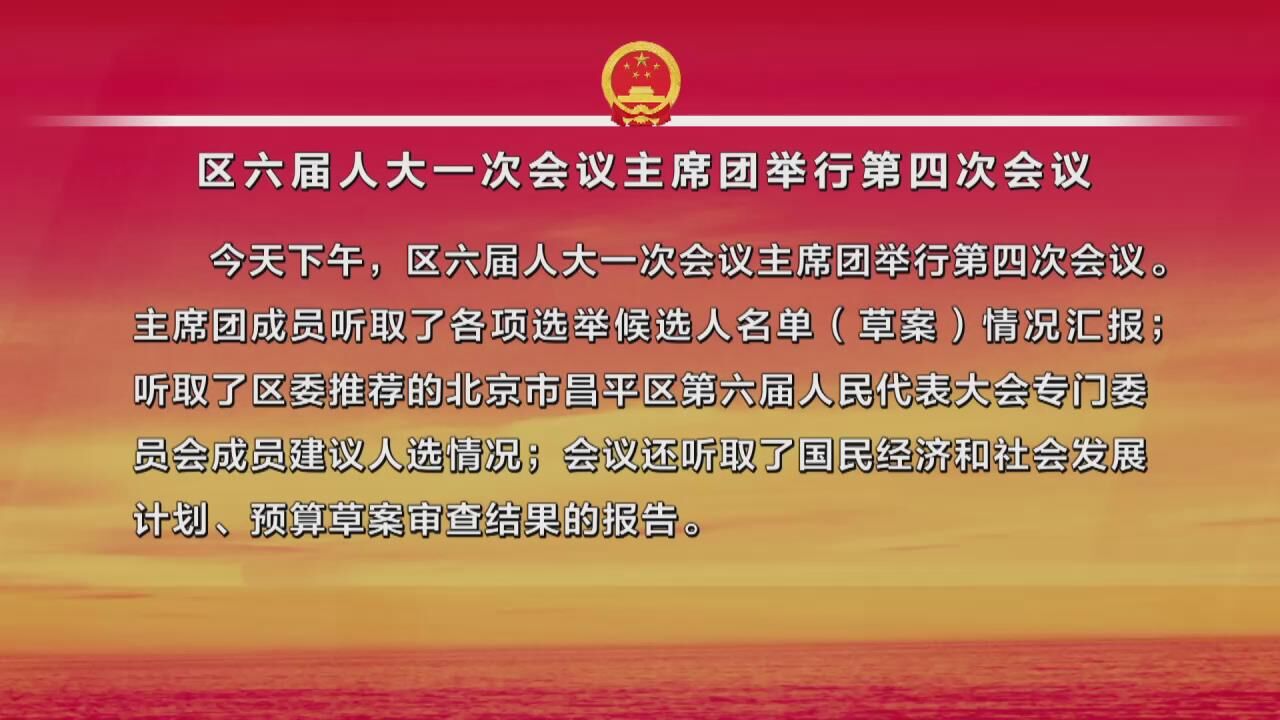 区六届人大一次会议主席团举行第四次会议
今天下午，区六届人大一次会议主席团举行第四次会议。
主席团成员听取了各项选举候选人名单（草案）情况汇报；
听取了区委推荐的北京市昌平区第六届人民代表大会专门委
员会成员建议人选情况；会议还听取了国民经济和社会发展
计划、预算草案审查结果的报告。